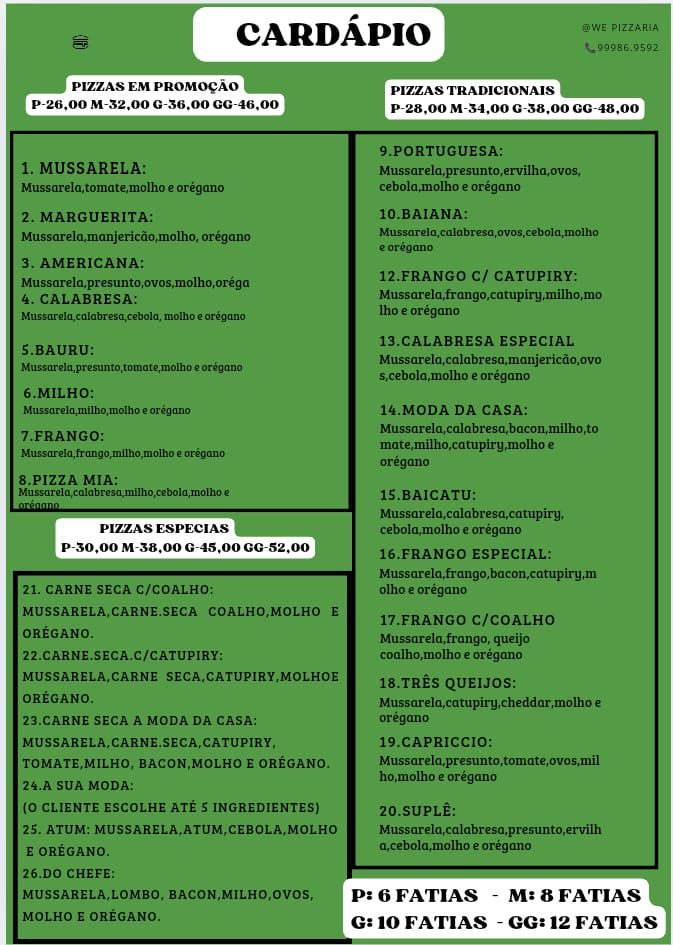 CARDÁPIO
@WE PIZZARIA
99986.9592
PIZZAS EM PROMOÇÃO
P-26,00 M-32,00 G-36,00 GG-46,00
1. MUSSARELA:
Mussarela,tomate,molho e orégano
2. MARGUERITA:
Mussarela,manjericão,molho, orégano
3. AMERICANA:
Mussarela,presunto,ovos,molho,oréga
4. CALABRESA:
Mussarela,calabresa,cebola, molho e orégano
5.BAURU:
Mussarela,presunto,tomate,molho e orégano
6.MILHO:
Mussarela,milho,molho e orégano
7.FRANGO:
Mussarela,frango,milho,molho e orégano
8.PIZZA MIA:
Mussarela,calabresa,milho,cebola,molho e
orégano
PIZZAS ESPECIAS
P-30,00 M-38,00 G-45,00 GG-52,00
21. CARNE SECA C/COALHO:
MUSSARELA,CARNE.SECA COALHO,MOLHO E
ORÉGANO.
22.CARNE.SECA.C/CATUPIRY:
MUSSARELA,CARNE SECA,CATUPIRY,MOLHOE
ORÉGANO.
23.CARNE SECA A MODA DA CASA:
MUSSARELA,CARNE.SECA,CATUPIRY,
TOMATE,MILHO, BACON,MOLHO E ORÉGANO.
24.A SUA MODA:
(O CLIENTE ESCOLHE ATÉ 5 INGREDIENTES)
25. ATUM: MUSSARELA,ATUM,CEBOLA,MOLHO
E ORÉGANO.
26.DO CHEFE:
MUSSARELA,LOMBO, BACON,MILHO,OVOS,
MOLHO E ORÉGANO.
PIZZAS TRADICIONAIS
P-28,00 M-34,00 G-38,00 GG-48,00
9.PORTUGUESA:
Mussarela,presunto,ervilha,ovos,
cebola,molho e orégano
10.BAIANA:
Mussarela,calabresa,ovos,cebola,molho
e orégano
12.FRANGO C/ CATUPIRY:
Mussarela,frango,catupiry,milho,mo
lho e orégano
13.CALABRESA ESPECIAL
Mussarela,calabresa,manjericão,ovo
s,cebola,molho e orégano
14.MODA DA CASA:
Mussarela,calabresa,bacon,milho,to
mate,milho,catupiry,molho e
orégano
15.BAICATU:
Mussarela,calabresa,catupiry,
cebola,molho e orégano
16.FRANGO ESPECIAL:
Mussarela,frango,bacon,catupiry,m
olho e orégano
17.FRANGO C/COALHO
Mussarela,frango, queijo
coalho,molho e orégano
18.TRÊS QUEIJOS:
Mussarela,catupiry,cheddar,molho e
orégano
19.CAPRICCIO:
Mussarela,presunto,tomate,ovos,mil
ho,molho e orégano
20.SUPLÊ:
Mussarela,calabresa,presunto,ervilh
a,cebola,molho e orégano
P: 6 FATIAS - M: 8 FATIAS
G: 10 FATIAS - GG: 12 FATIAS